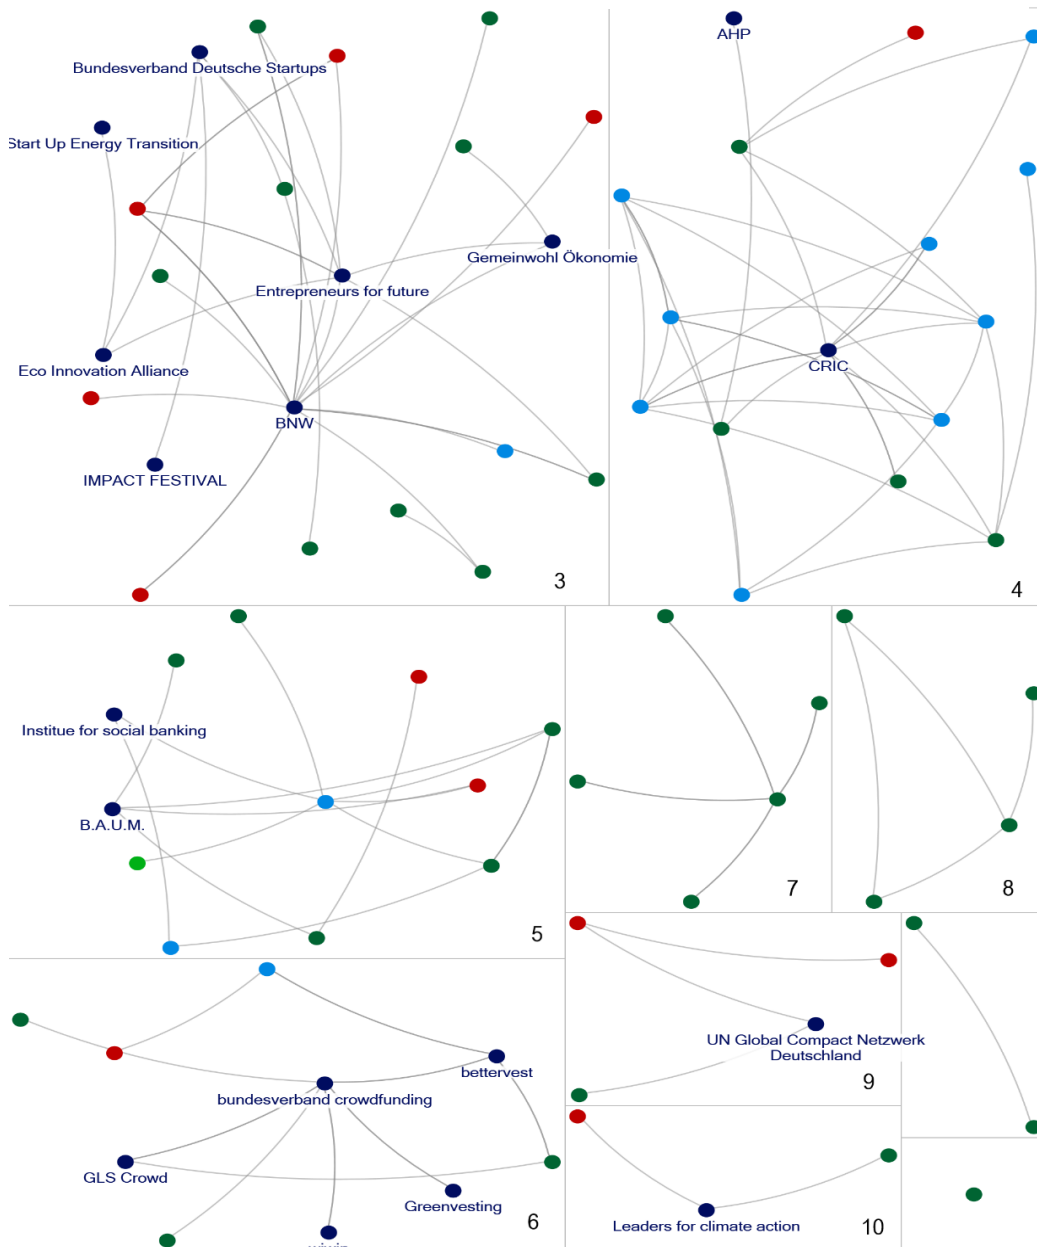 AHP
Bundesverband Deutsche Startups
Start Up Energy Transition
Gemeinwohl Ökonomie
Entrepreneurs for future
Eco Innovation Alliance
CRIC
BNW
IMPACT FESTIVAL
3
4
Institue for social banking
B.A.U.M.
5
7
8
UN Global Compact Netzwerk
Deutschland
9
bettervest
bundesverband crowdfunding
GLS Crowd
Greenvesting
6
Leaders for climate action
10